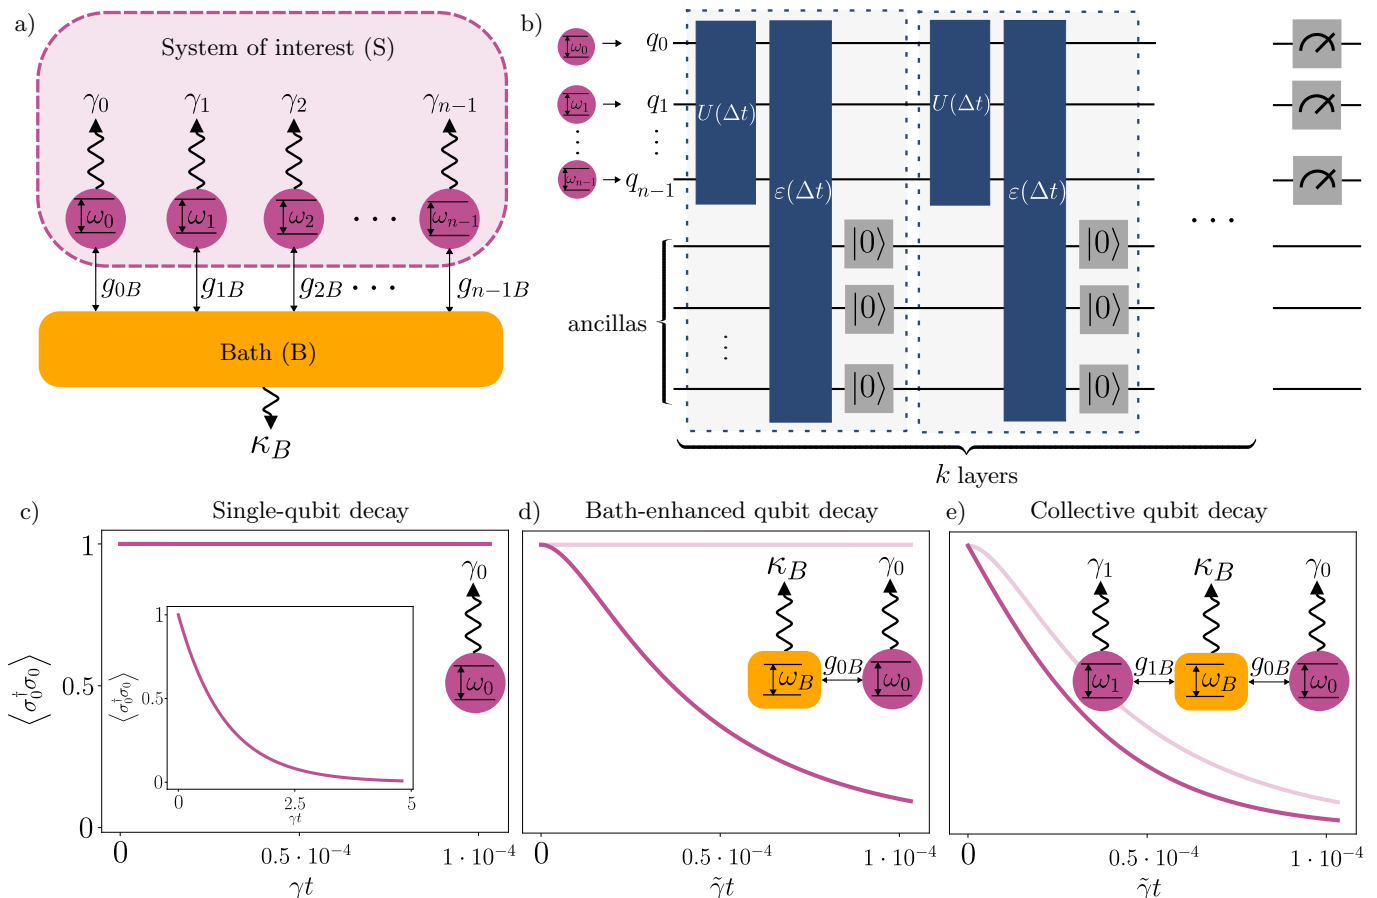 a)
System of interest (S)
γ₀ γ₁ γ₂ γₙ₋₁
ω₀ ω₁ ω₂ · · · ωₙ₋₁
g₀B g₁B g₂B · · · gₙ₋₁B
Bath (B)
κB
b)
ω₀ → q₀
ω₁ → q₁
ωₙ₋₁ → qₙ₋₁
U(Δt) ε(Δt) U(Δt) ε(Δt)
· · ·
|0⟩ |0⟩
|0⟩ |0⟩
|0⟩ |0⟩
ancillas
k layers
c) Single-qubit decay
⟨σ₀†σ₀⟩
1
0.5
0
γ₀
ω₀
⟨σ₀†σ₀⟩
1
0.5
0
0 2.5 5
γt
0 0.5·10⁻⁴ 1·10⁻⁴
γt
d) Bath-enhanced qubit decay
κB γ₀
ωB g₀B ω₀
0 0.5·10⁻⁴ 1·10⁻⁴
γ̃t
e) Collective qubit decay
γ₁ κB γ₀
ω₁ g₁B ωB g₀B ω₀
0 0.5·10⁻⁴ 1·10⁻⁴
γ̃t